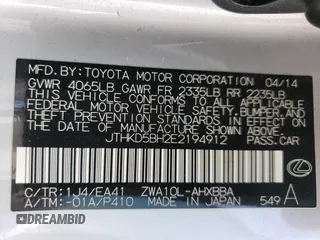 MFD.BY: TOYOTA MOTOR CORPORATION 04/14
GVWR 4065LB GAWR FR 2335LB RR 2235LB
THIS VEHICLE CONFORMS TO ALL APPLICABLE
FEDERAL MOTOR VEHICLE SAFETY, BUMPER, AND
THEFT PREVENTION STANDARDS IN EFFECT ON
THE DATE OF MANUFACTURE SHOWN ABOVE.
JTHKD5BH2E2194912 PASS.CAR
C/TR: 1J4/EA41 ZWA10L-AHXBBA A
A/TM: -01A/P410 MADE IN JAPAN 549
DEALERSHIP